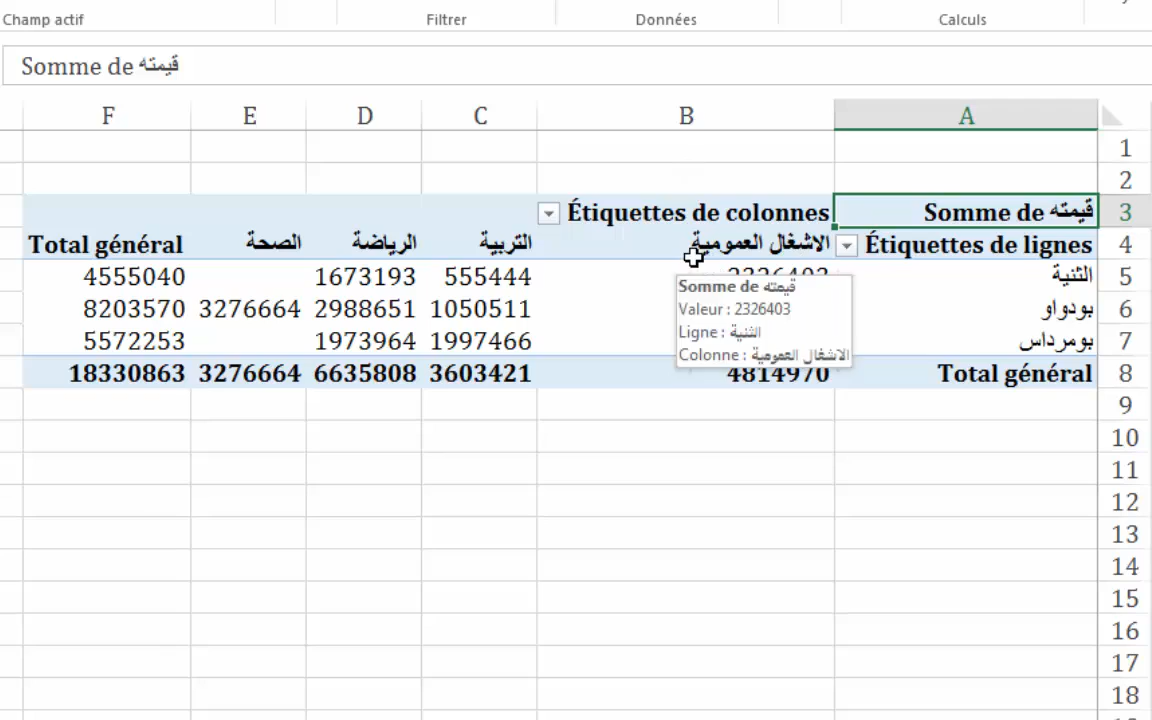 Champ actif Filtrer Données Calculs
Somme de قيمته
F E D C B A
1
2
Étiquettes de colonnes Somme de قيمته 3
Total général الصحة الرياضة التربية الاشغال العمومية Étiquettes de lignes 4
4555040 1673193 555444 2326403 الثنية 5
8203570 3276664 2988651 1050511 بودواو 6
5572253 1973964 1997466 بومرداس 7
18330863 3276664 6635808 3603421 4814970 Total général 8
Somme de قيمته
Valeur : 2326403
Ligne : الثنية
Colonne : الاشغال العمومية
9
10
11
12
13
14
15
16
17
18